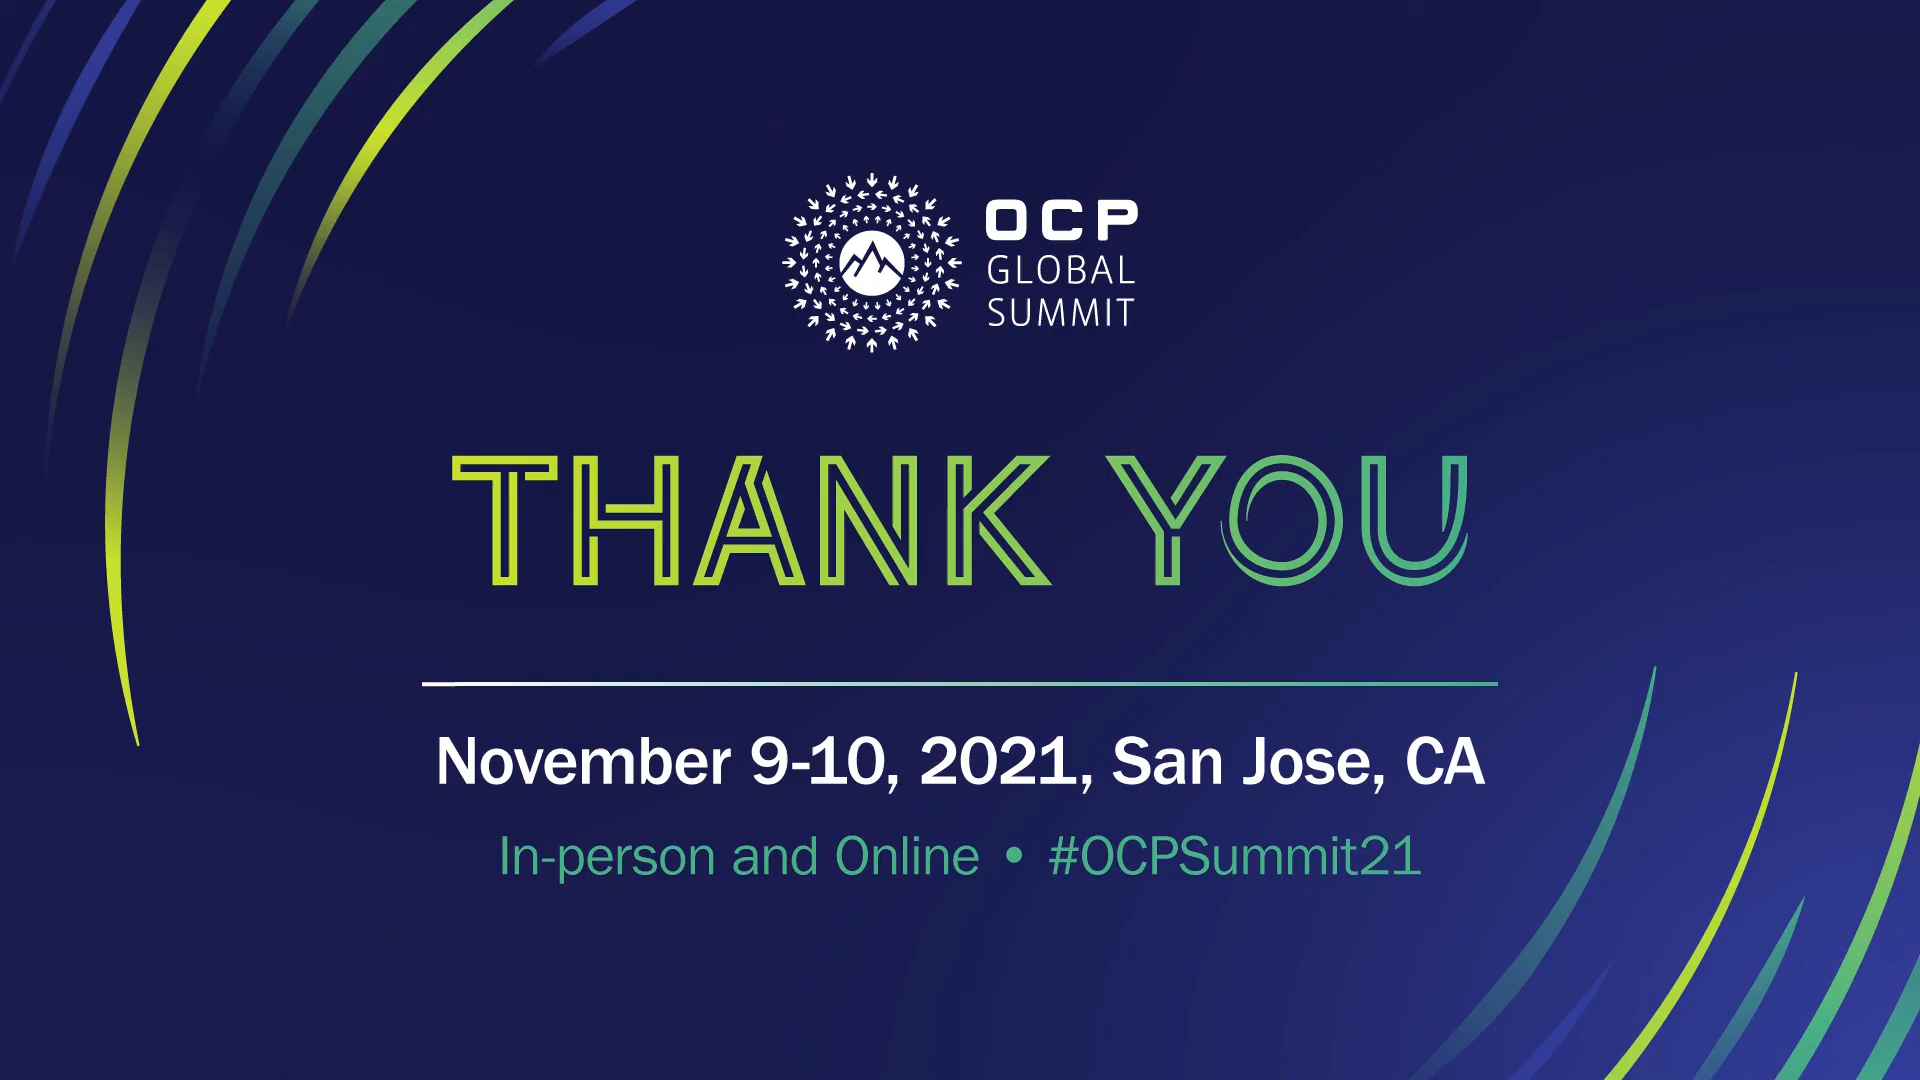 OCP
GLOBAL
SUMMIT
THANK YOU
November 9-10, 2021, San Jose, CA
In-person and Online • #OCPSummit21